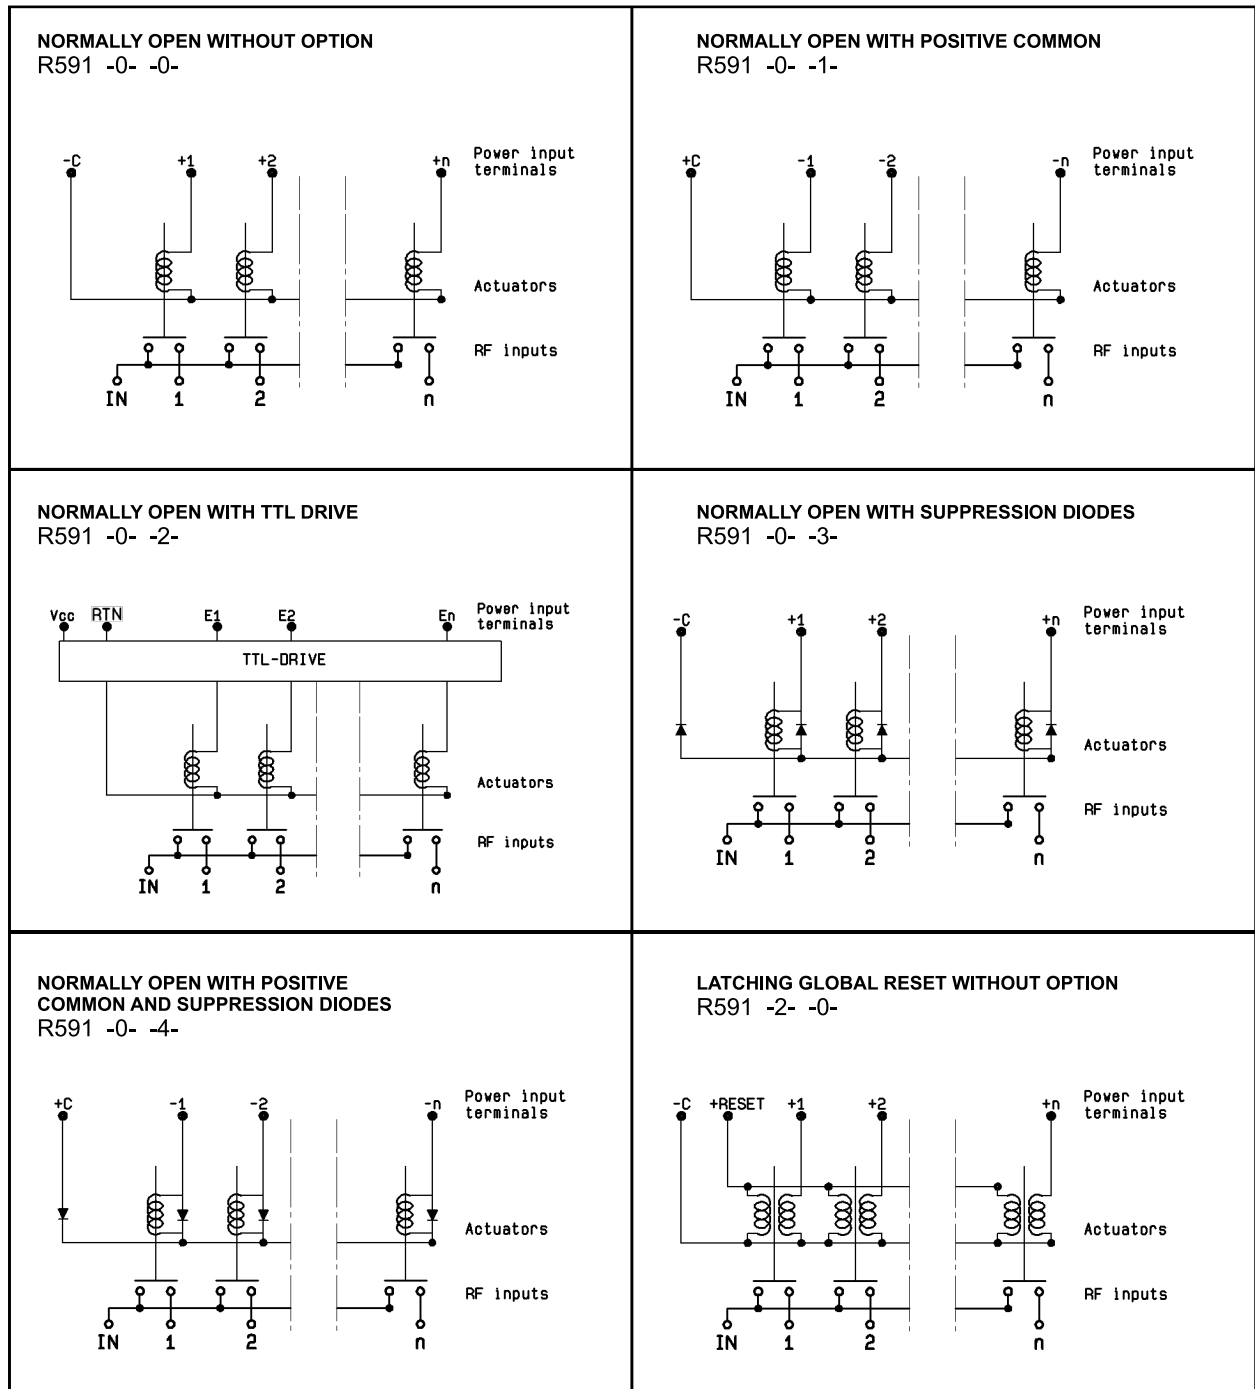 NORMALLY OPEN WITHOUT OPTION
R591 -0- -0-
-C +1 +2 +n
Power input
terminals
Actuators
RF inputs
IN 1 2 n
NORMALLY OPEN WITH POSITIVE COMMON
R591 -0- -1-
+C -1 -2 -n
Power input
terminals
Actuators
RF inputs
IN 1 2 n
NORMALLY OPEN WITH TTL DRIVE
R591 -0- -2-
Vcc RTN E1 E2 En
Power input
terminals
TTL-DRIVE
Actuators
RF inputs
IN 1 2 n
NORMALLY OPEN WITH SUPPRESSION DIODES
R591 -0- -3-
-C +1 +2 +n
Power input
terminals
Actuators
RF inputs
IN 1 2 n
NORMALLY OPEN WITH POSITIVE
COMMON AND SUPPRESSION DIODES
R591 -0- -4-
+C -1 -2 -n
Power input
terminals
Actuators
RF inputs
IN 1 2 n
LATCHING GLOBAL RESET WITHOUT OPTION
R591 -2- -0-
-C +RESET +1 +2 +n
Power input
terminals
Actuators
RF inputs
IN 1 2 n